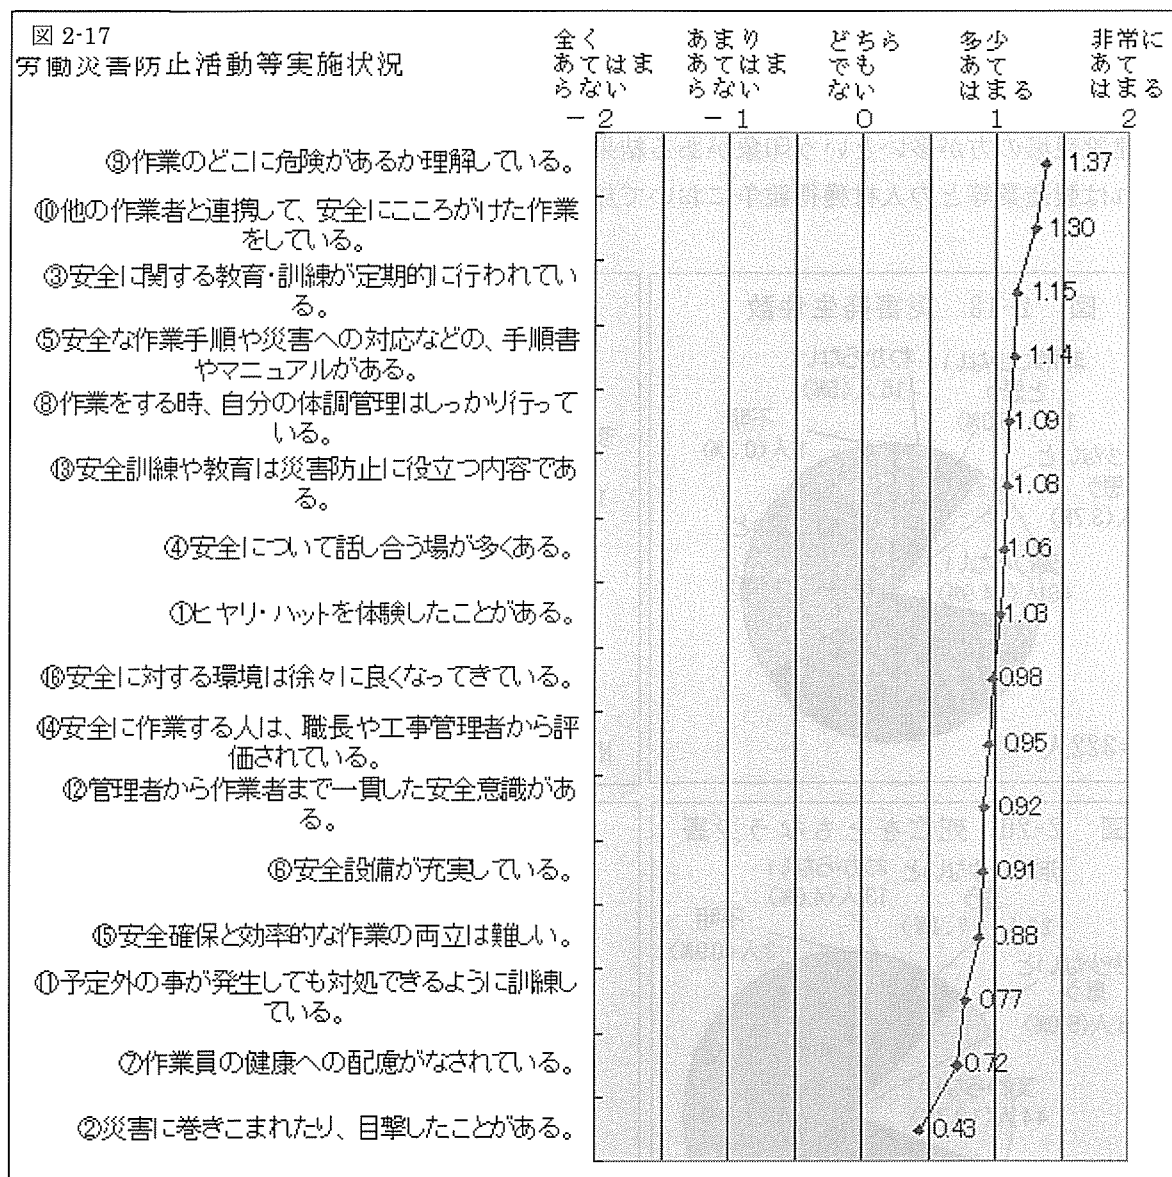 図 2-17
労働災害防止活動等実施状況
全く
あてはま
らない
あまり
あてはま
らない
どちら
でも
ない
多少
あて
はまる
非常に
あて
はまる
－2
－1
0
1
2
⑨作業のどこに危険があるか理解している。
1.37
⑩他の作業者と連携して、安全にこころがけた作業
をしている。
1.30
③安全に関する教育・訓練が定期的に行われてい
る。
1.15
⑤安全な作業手順や災害への対応などの、手順書
やマニュアルがある。
1.14
⑧作業をする時、自分の体調管理はしっかり行って
いる。
1.09
⑬安全訓練や教育は災害防止に役立つ内容であ
る。
1.08
④安全について話し合う場が多くある。
1.06
①ヒヤリ・ハットを体験したことがある。
1.03
⑯安全に対する環境は徐々に良くなってきている。
0.98
⑭安全に作業する人は、職長や工事管理者から評
価されている。
0.95
⑫管理者から作業者まで一貫した安全意識があ
る。
0.92
⑥安全設備が充実している。
0.91
⑮安全確保と効率的な作業の両立は難しい。
0.88
⑪予定外の事が発生しても対処できるように訓練し
ている。
0.77
⑦作業員の健康への配慮がなされている。
0.72
②災害に巻きこまれたり、目撃したことがある。
0.43